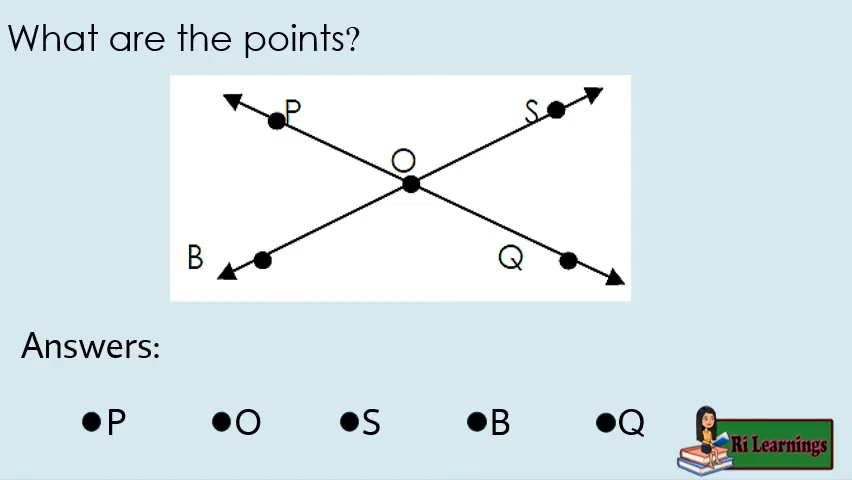 What are the points?
P
S
O
B
Q
Answers:
P O S B Q
Ri Learnings